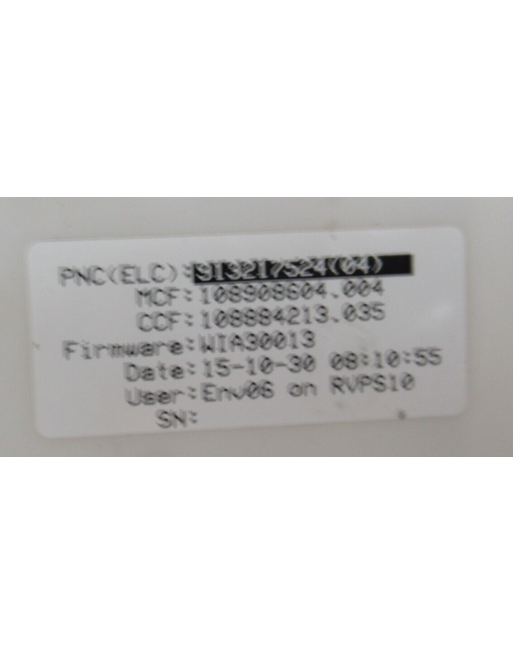 PNC(ELC):913217524(04)
MCF:108908604.004
CCF:108884213.035
Firmware:WIA30013
Date:15-10-30 08:10:55
User:Env06 on RVPS10
SN: